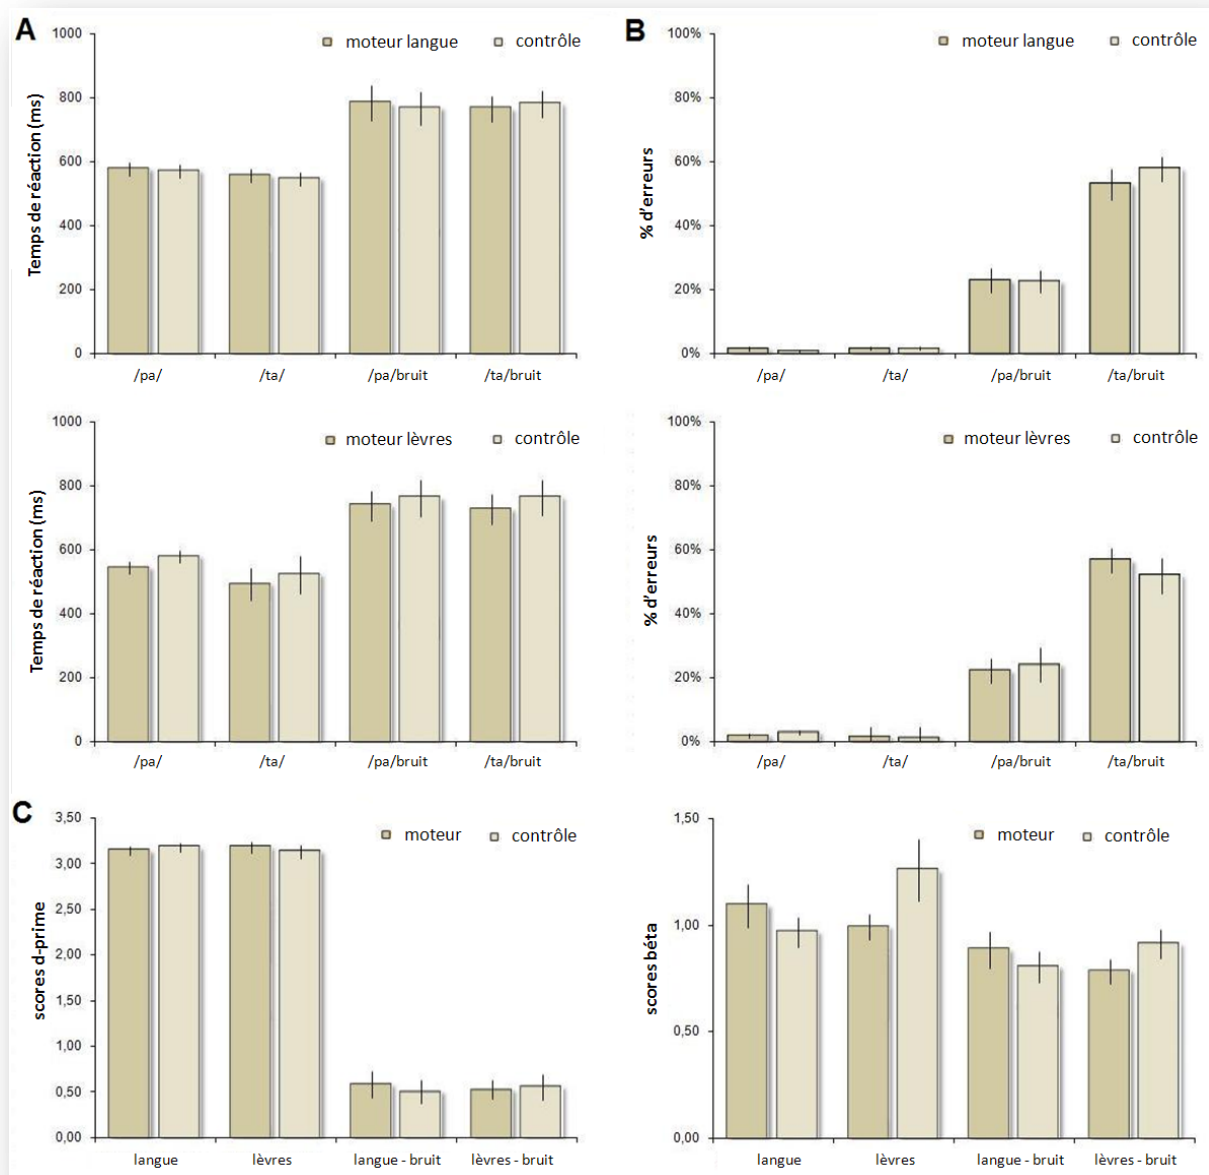 A
moteur langue
contrôle
Temps de réaction (ms)
1000
800
600
400
200
0
/pa/
/ta/
/pa/bruit
/ta/bruit
B
moteur langue
contrôle
% d'erreurs
100%
80%
60%
40%
20%
0%
/pa/
/ta/
/pa/bruit
/ta/bruit
moteur lèvres
contrôle
Temps de réaction (ms)
1000
800
600
400
200
0
/pa/
/ta/
/pa/bruit
/ta/bruit
moteur lèvres
contrôle
% d'erreurs
100%
80%
60%
40%
20%
0%
/pa/
/ta/
/pa/bruit
/ta/bruit
C
moteur
contrôle
scores d-prime
3,50
3,00
2,50
2,00
1,50
1,00
0,50
0,00
langue
lèvres
langue - bruit
lèvres - bruit
moteur
contrôle
scores béta
1,50
1,00
0,50
0,00
langue
lèvres
langue - bruit
lèvres - bruit